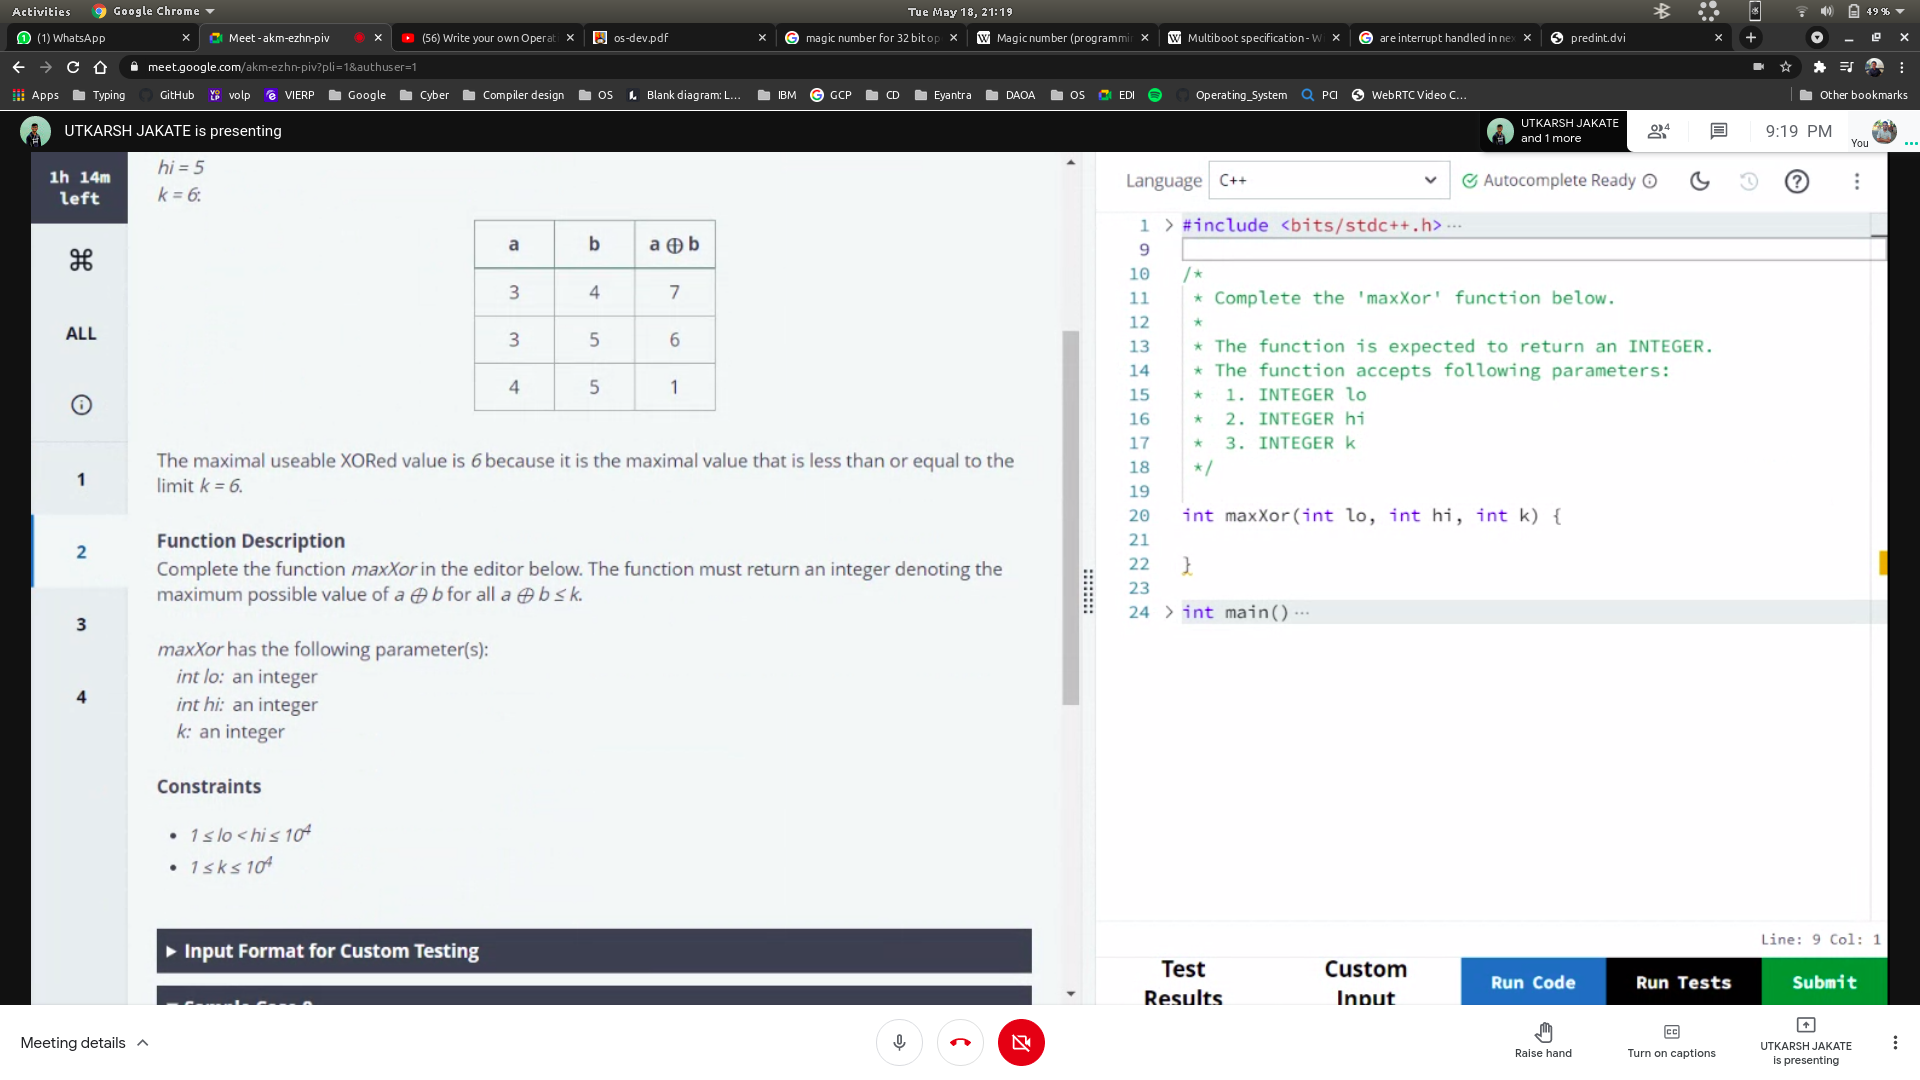 Activities Google Chrome Tue May 18, 21:19 49 %
(1) WhatsApp Meet - akm-ezhn-piv (56) Write your own Operat os-dev.pdf magic number for 32 bit op Magic number (programmi Multiboot specification - W are interrupt handled in ne predint.dvi
meet.google.com/akm-ezhn-piv?pli=1&authuser=1
Apps Typing GitHub volp VIERP Google Cyber Compiler design OS Blank diagram: L... IBM GCP CD Eyantra DAOA OS EDI Operating_System PCI WebRTC Video C... Other bookmarks
UTKARSH JAKATE is presenting
UTKARSH JAKATE
and 1 more
4
9:19 PM
You
1h 14m
left
ALL
1
2
3
4
hi = 5
k = 6:
a b a ⊕ b
3 4 7
3 5 6
4 5 1
The maximal useable XORed value is 6 because it is the maximal value that is less than or equal to the
limit k = 6.
Function Description
Complete the function maxXor in the editor below. The function must return an integer denoting the
maximum possible value of a ⊕ b for all a ⊕ b ≤ k.
maxXor has the following parameter(s):
int lo: an integer
int hi: an integer
k: an integer
Constraints
• 1 ≤ lo < hi ≤ 10⁴
• 1 ≤ k ≤ 10⁴
Input Format for Custom Testing
Sample Case 0
Language C++ Autocomplete Ready
1 #include <bits/stdc++.h> ...
9
10 /*
11 * Complete the 'maxXor' function below.
12 *
13 * The function is expected to return an INTEGER.
14 * The function accepts following parameters:
15 * 1. INTEGER lo
16 * 2. INTEGER hi
17 * 3. INTEGER k
18 */
19
20 int maxXor(int lo, int hi, int k) {
21
22 }
23
24 int main() ...
Line: 9 Col: 1
Test
Results
Custom
Input
Run Code
Run Tests
Submit
Meeting details
Raise hand
Turn on captions
UTKARSH JAKATE
is presenting